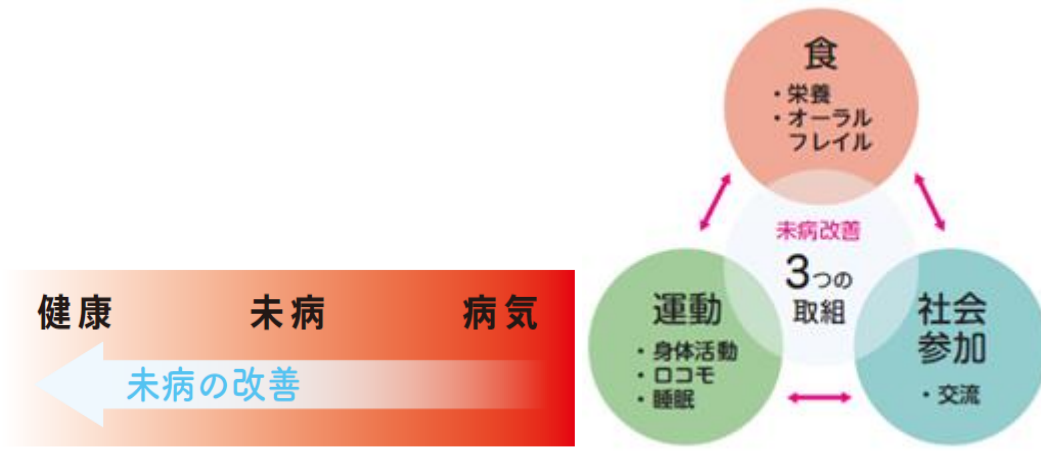 健康 未病 病気
未病の改善
食
・栄養
・オーラル
フレイル
未病改善
3つの
取組
運動
・身体活動
・ロコモ
・睡眠
社会
参加
・交流